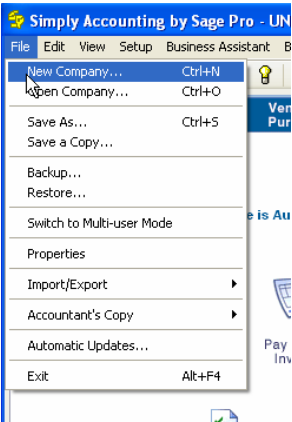 Simply Accounting by Sage Pro - UN
File Edit View Setup Business Assistant B
New Company... Ctrl+N
Open Company... Ctrl+O
Ven
Pur
Save As... Ctrl+S
Save a Copy...
Backup...
Restore...
e is Au
Switch to Multi-user Mode
Properties
Import/Export
Accountant's Copy
Pay
Inv
Automatic Updates...
Exit Alt+F4